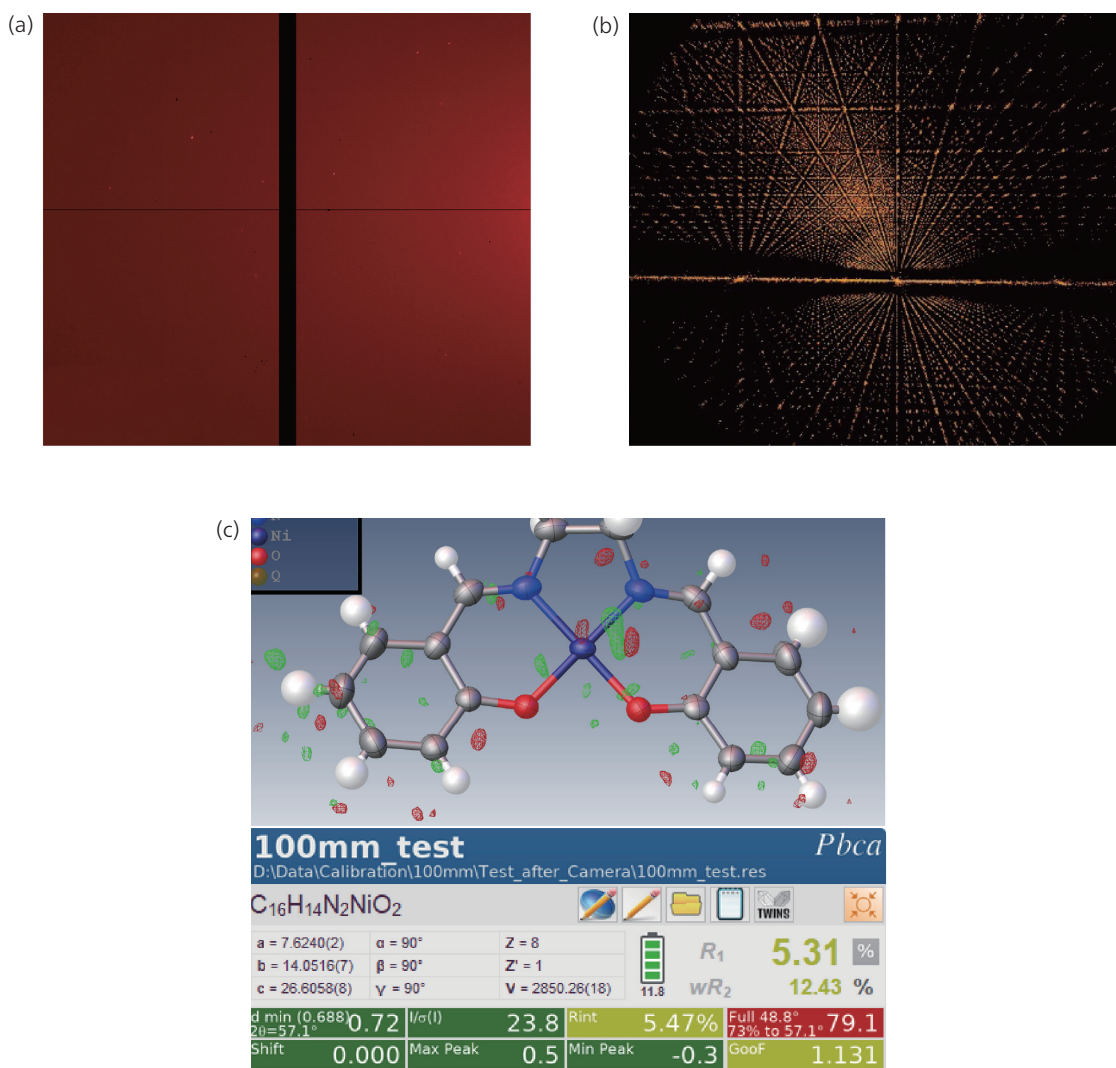 (a)
(b)
(c)
Ni
O
Q
100mm_test
Pbca
D:\Data\Calibration\100mm\Test_after_Camera\100mm_test.res
C₁₆H₁₄N₂NiO₂
TWINS
a = 7.6240(2) α = 90° Z = 8
b = 14.0516(7) β = 90° Z' = 1
c = 26.6058(8) γ = 90° V = 2850.26(18)
11.8
R₁ 5.31 %
wR₂ 12.43 %
d min (0.688)
2θ=57.1° 0.72
I/σ(I) 23.8
Rint 5.47%
Full 48.8°
73% to 57.1° 79.1
Shift 0.000
Max Peak 0.5
Min Peak -0.3
GooF 1.131